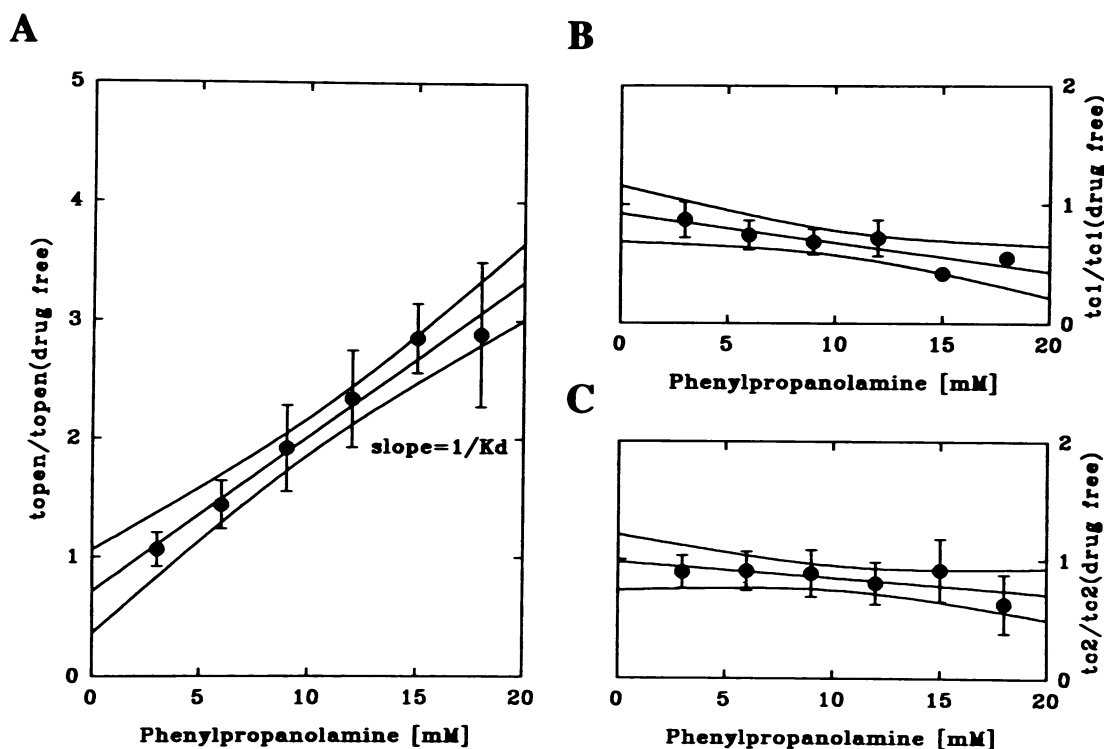 A
5
4
3
2
1
0
topen/topen(drug free)
slope=1/Kd
0 5 10 15 20
Phenylpropanolamine [mM]
B
2
1
0
tc1/tc1(drug free)
0 5 10 15 20
Phenylpropanolamine [mM]
C
2
1
0
tc2/tc2(drug free)
0 5 10 15 20
Phenylpropanolamine [mM]